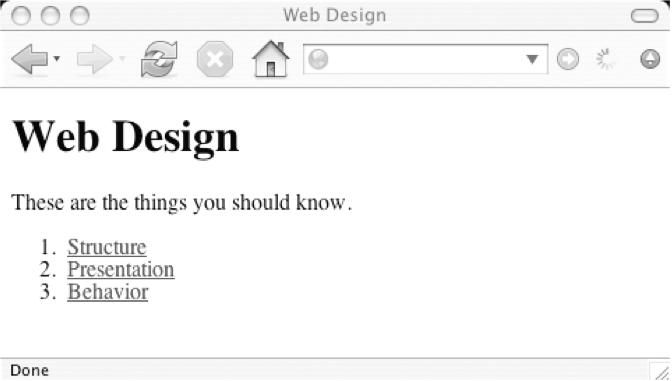 Web Design
Web Design
These are the things you should know.
1. Structure
2. Presentation
3. Behavior
Done